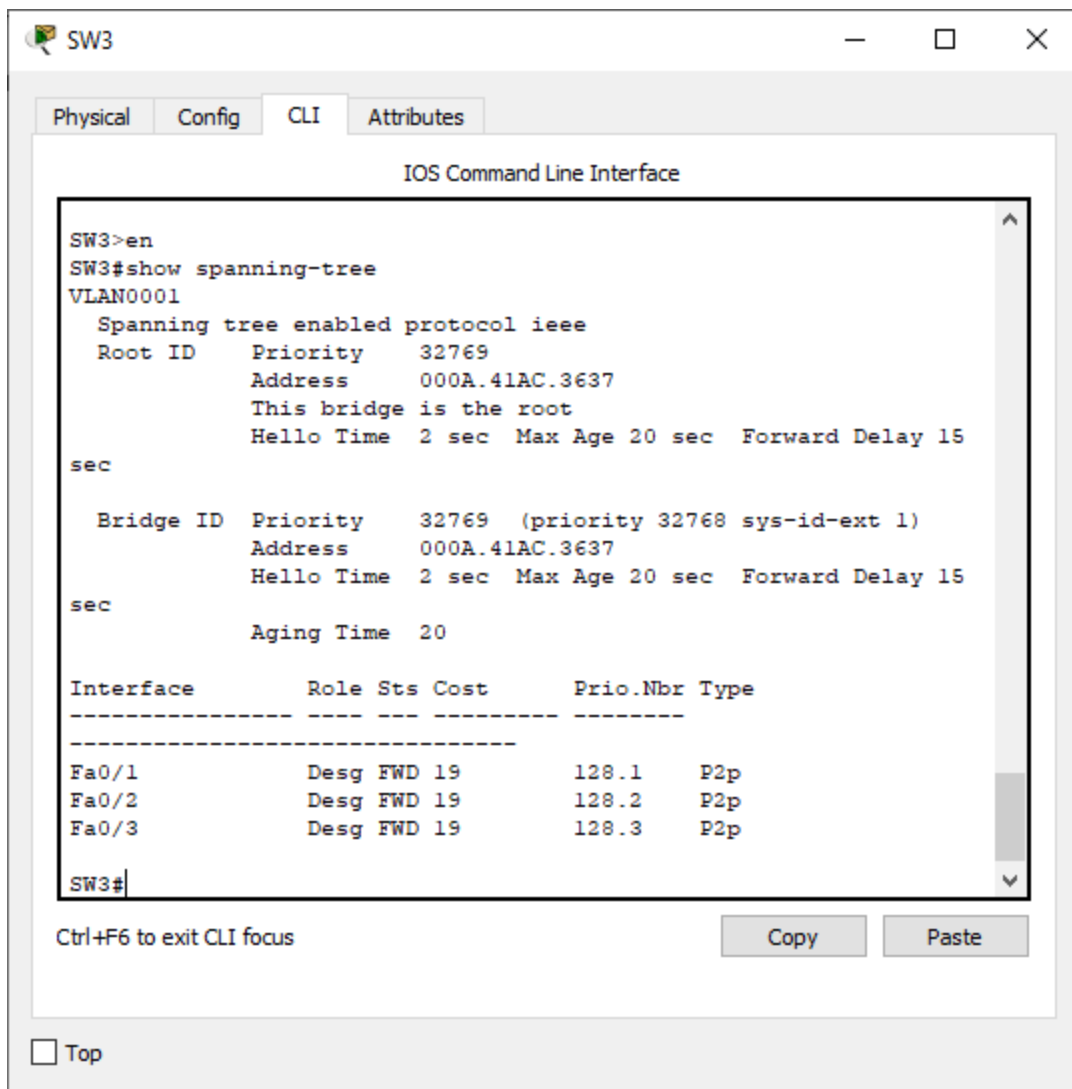 SW3
Physical Config CLI Attributes
IOS Command Line Interface
SW3>en
SW3#show spanning-tree
VLAN0001
  Spanning tree enabled protocol ieee
  Root ID    Priority    32769
             Address     000A.41AC.3637
             This bridge is the root
             Hello Time  2 sec  Max Age 20 sec  Forward Delay 15
sec

  Bridge ID  Priority    32769  (priority 32768 sys-id-ext 1)
             Address     000A.41AC.3637
             Hello Time  2 sec  Max Age 20 sec  Forward Delay 15
sec
             Aging Time  20

Interface        Role Sts Cost      Prio.Nbr Type
---------------- ---- --- --------- --------
--------------------------------
Fa0/1            Desg FWD 19        128.1    P2p
Fa0/2            Desg FWD 19        128.2    P2p
Fa0/3            Desg FWD 19        128.3    P2p

SW3#
Ctrl+F6 to exit CLI focus Copy Paste
Top